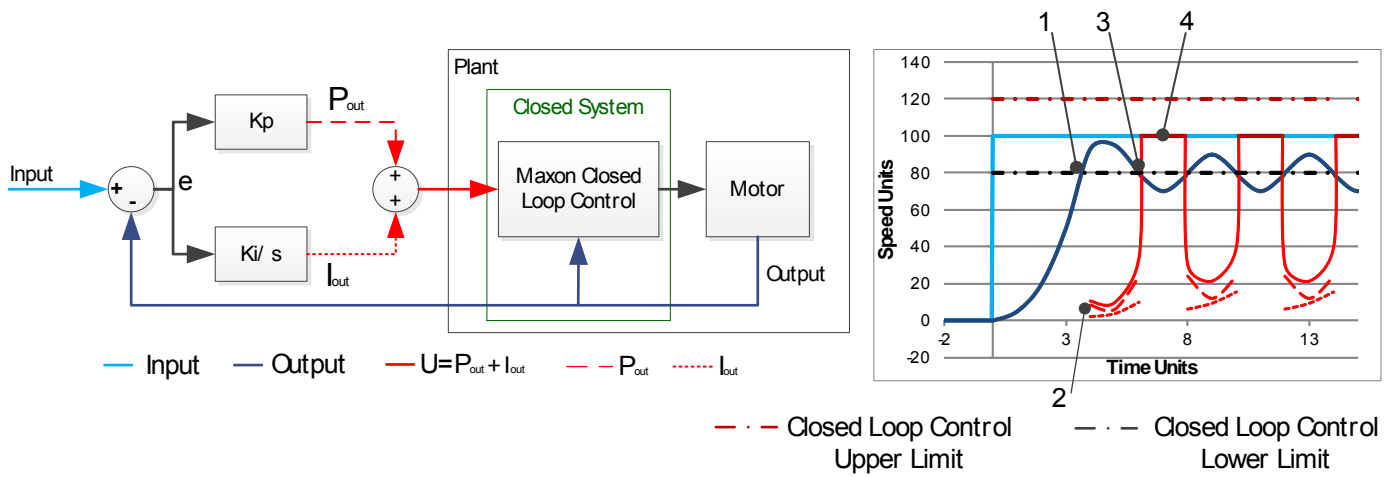 Plant
Closed System
Input
+
-
e
Kp
Ki/ s
Pout
Iout
+
+
Maxon Closed
Loop Control
Motor
Output
Input
Output
U=Pout + Iout
Pout
Iout
1
3
4
2
140
120
100
80
60
40
20
0
-20
Speed Units
-2
3
8
13
Time Units
Closed Loop Control
Upper Limit
Closed Loop Control
Lower Limit